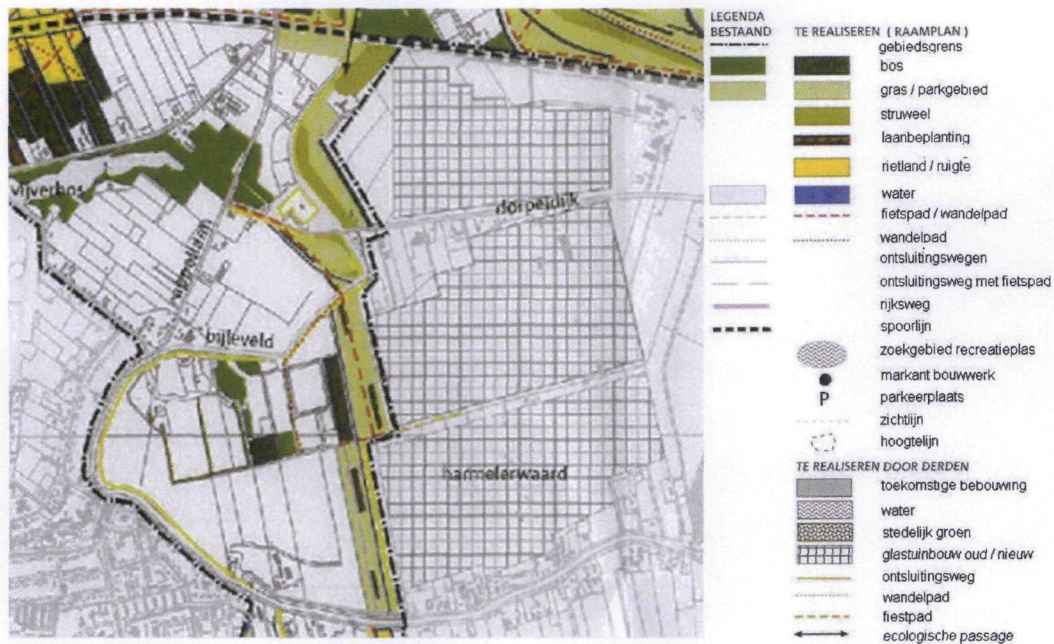 vijverbos
appellaan
dorpeldijk
bijleveld
harmelerwaard
LEGENDA
BESTAAND TE REALISEREN ( RAAMPLAN )
gebiedsgrens
bos
gras / parkgebied
struweel
laanbeplanting
rietland / ruigte
water
fietspad / wandelpad
wandelpad
ontsluitingswegen
ontsluitingsweg met fietspad
rijksweg
spoorlijn
zoekgebied recreatieplas
markant bouwwerk
P parkeerplaats
zichtlijn
hoogtelijn
TE REALISEREN DOOR DERDEN
toekomstige bebouwing
water
stedelijk groen
glastuinbouw oud / nieuw
ontsluitingsweg
wandelpad
fiestpad
ecologische passage